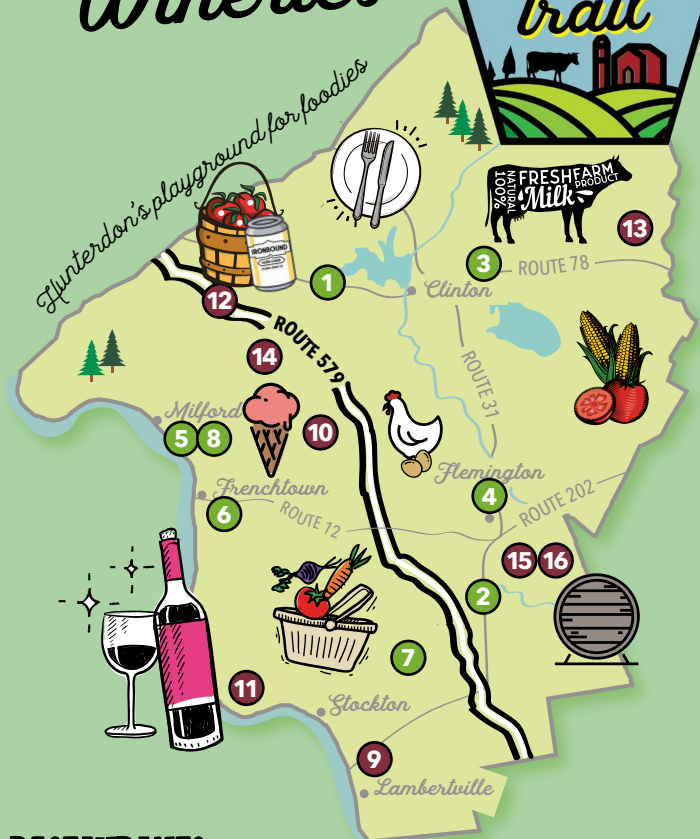 Wineries
trail
Hunterdon's playground for foodies
100%
NATURAL
FRESH FARM
PRODUCT
Milk
13
IRONBOUND
3
ROUTE 78
1
Clinton
12
ROUTE 579
14
ROUTE 31
Milford
5 8
10
Flemington
4
Frenchtown
6
ROUTE 12
ROUTE 202
15 16
2
7
11
Stockton
9
Lambertville
RESTAURANTS